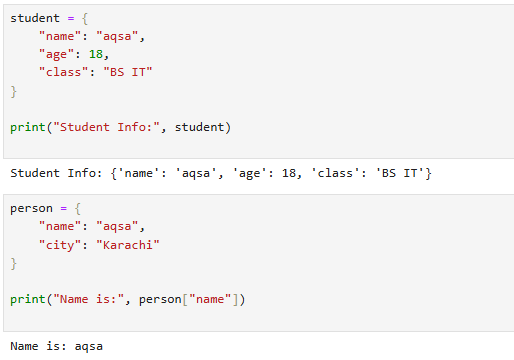 student = {
    "name": "aqsa",
    "age": 18,
    "class": "BS IT"
}
print("Student Info:", student)
Student Info: {'name': 'aqsa', 'age': 18, 'class': 'BS IT'}
person = {
    "name": "aqsa",
    "city": "Karachi"
}
print("Name is:", person["name"])
Name is: aqsa